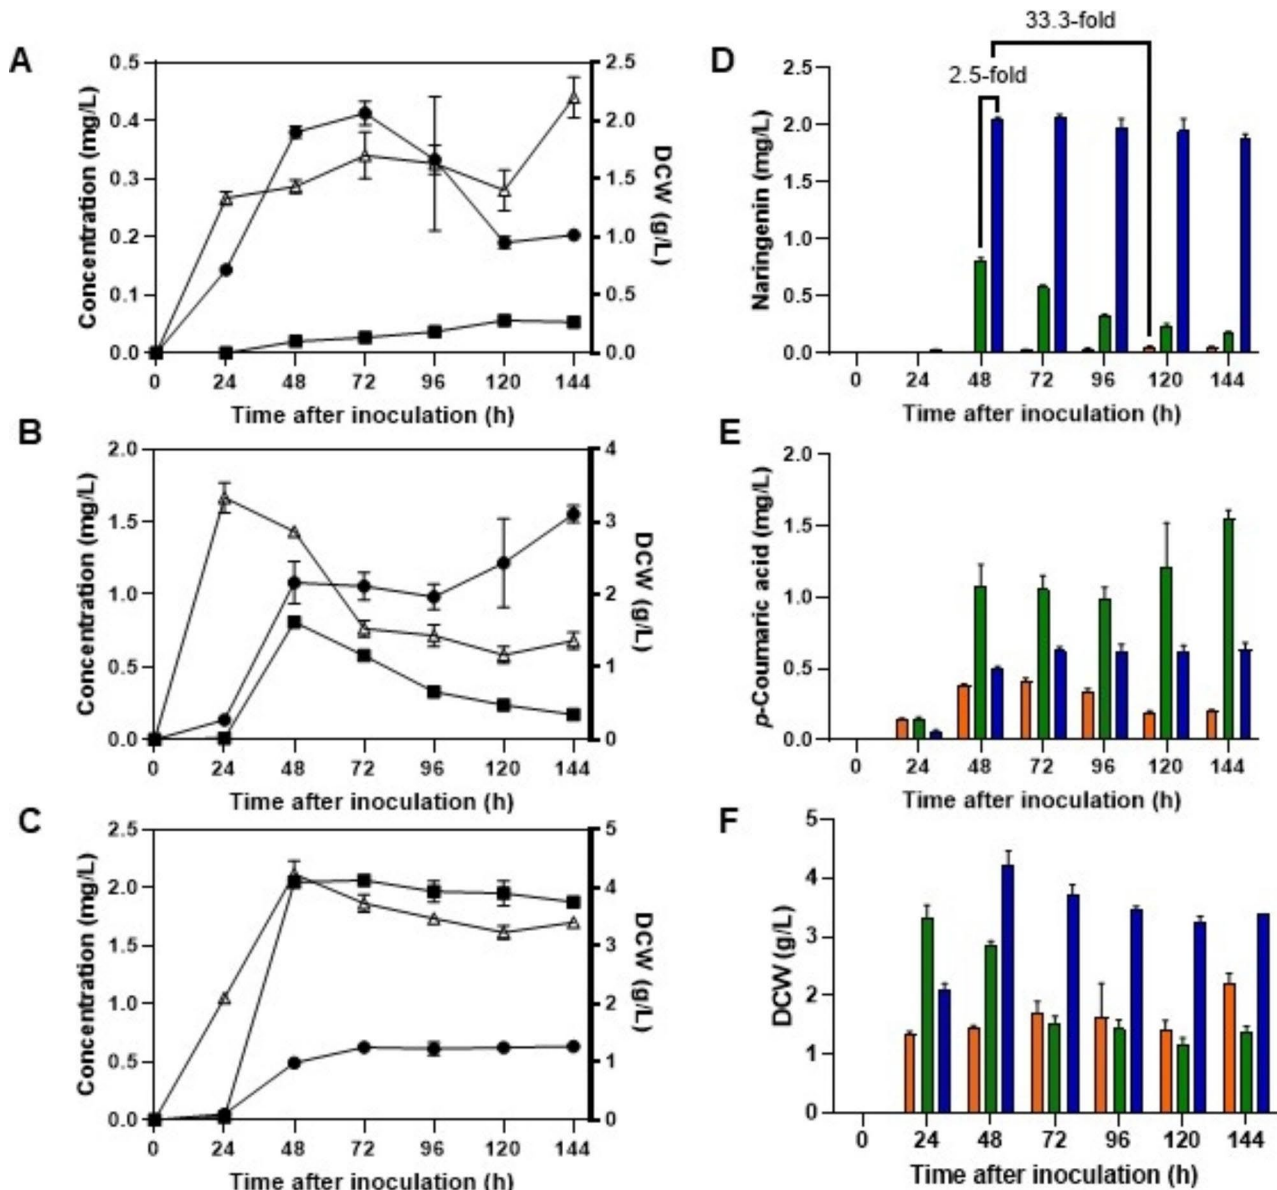 A
0.5
0.4
0.3
0.2
0.1
0.0
Concentration (mg/L)
2.5
2.0
1.5
1.0
0.5
0.0
DCW (g/L)
0 24 48 72 96 120 144
Time after inoculation (h)
B
2.0
1.5
1.0
0.5
0.0
Concentration (mg/L)
4
3
2
1
0
DCW (g/L)
0 24 48 72 96 120 144
Time after inoculation (h)
C
2.5
2.0
1.5
1.0
0.5
0.0
Concentration (mg/L)
5
4
3
2
1
0
DCW (g/L)
0 24 48 72 96 120 144
Time after inoculation (h)
D
33.3-fold
2.5-fold
2.5
2.0
1.5
1.0
0.5
0.0
Naringenin (mg/L)
0 24 48 72 96 120 144
Time after inoculation (h)
E
2.0
1.5
1.0
0.5
0.0
p-Coumaric acid (mg/L)
0 24 48 72 96 120 144
Time after inoculation (h)
F
5
4
3
2
1
0
DCW (g/L)
0 24 48 72 96 120 144
Time after inoculation (h)